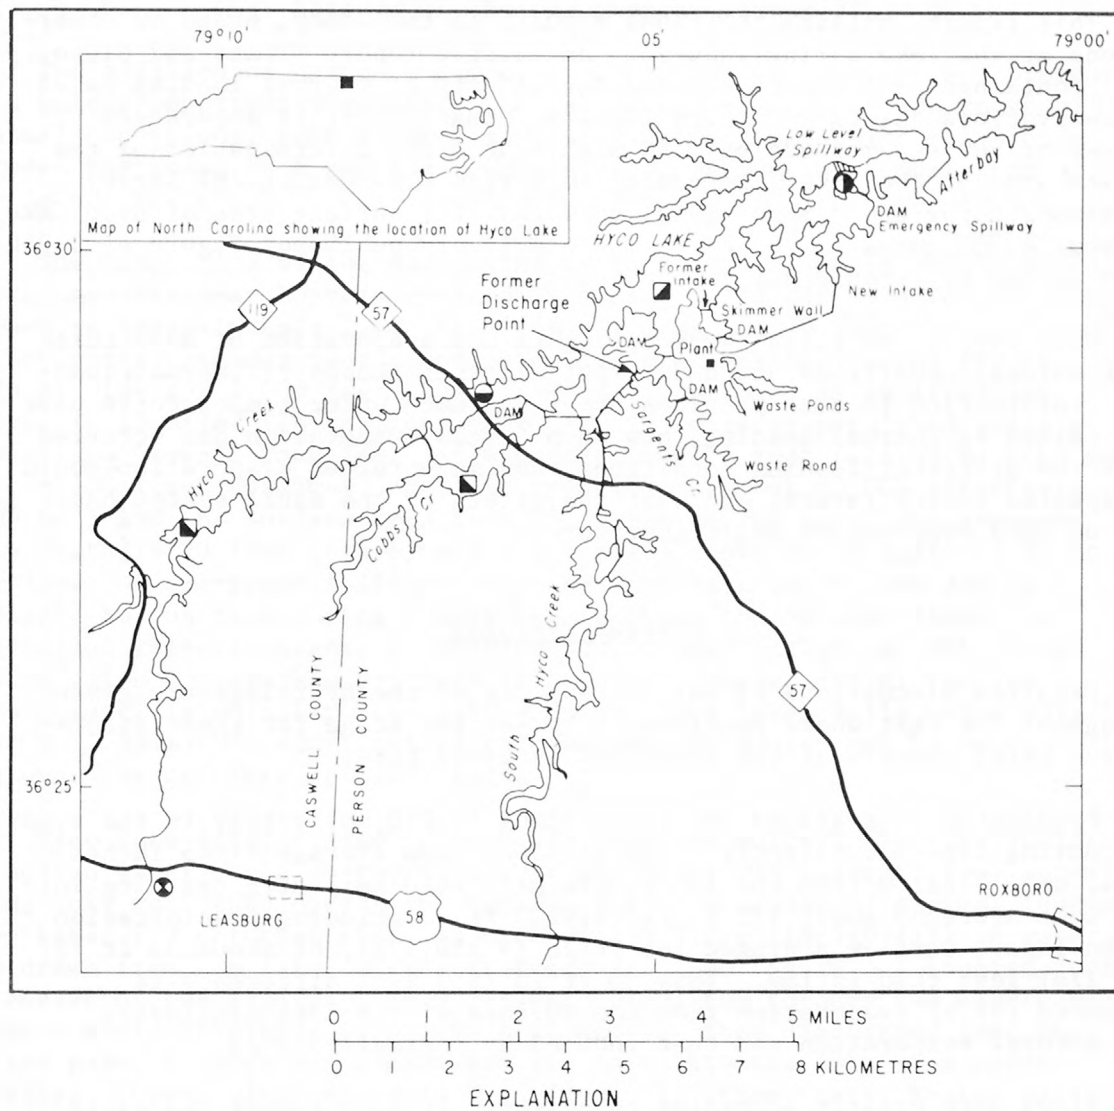 79°10'
05'
79°00'
Map of North Carolina showing the location of Hyco Lake
Low Level
Spillway
Afterbay
DAM
Emergency Spillway
HYCO LAKE
36°30'
Former
Intake
New Intake
Former
Discharge
Point
Skimmer Wall
DAM
119
57
DAM
Plant
DAM
Waste Ponds
DAM
Hyco Creek
Sargents Cr
Waste Pond
Cobbs Cr
South Hyco Creek
57
CASWELL COUNTY
PERSON COUNTY
36°25'
LEASBURG
58
ROXBORO
0 1 2 3 4 5 MILES
0 1 2 3 4 5 6 7 8 KILOMETRES
EXPLANATION